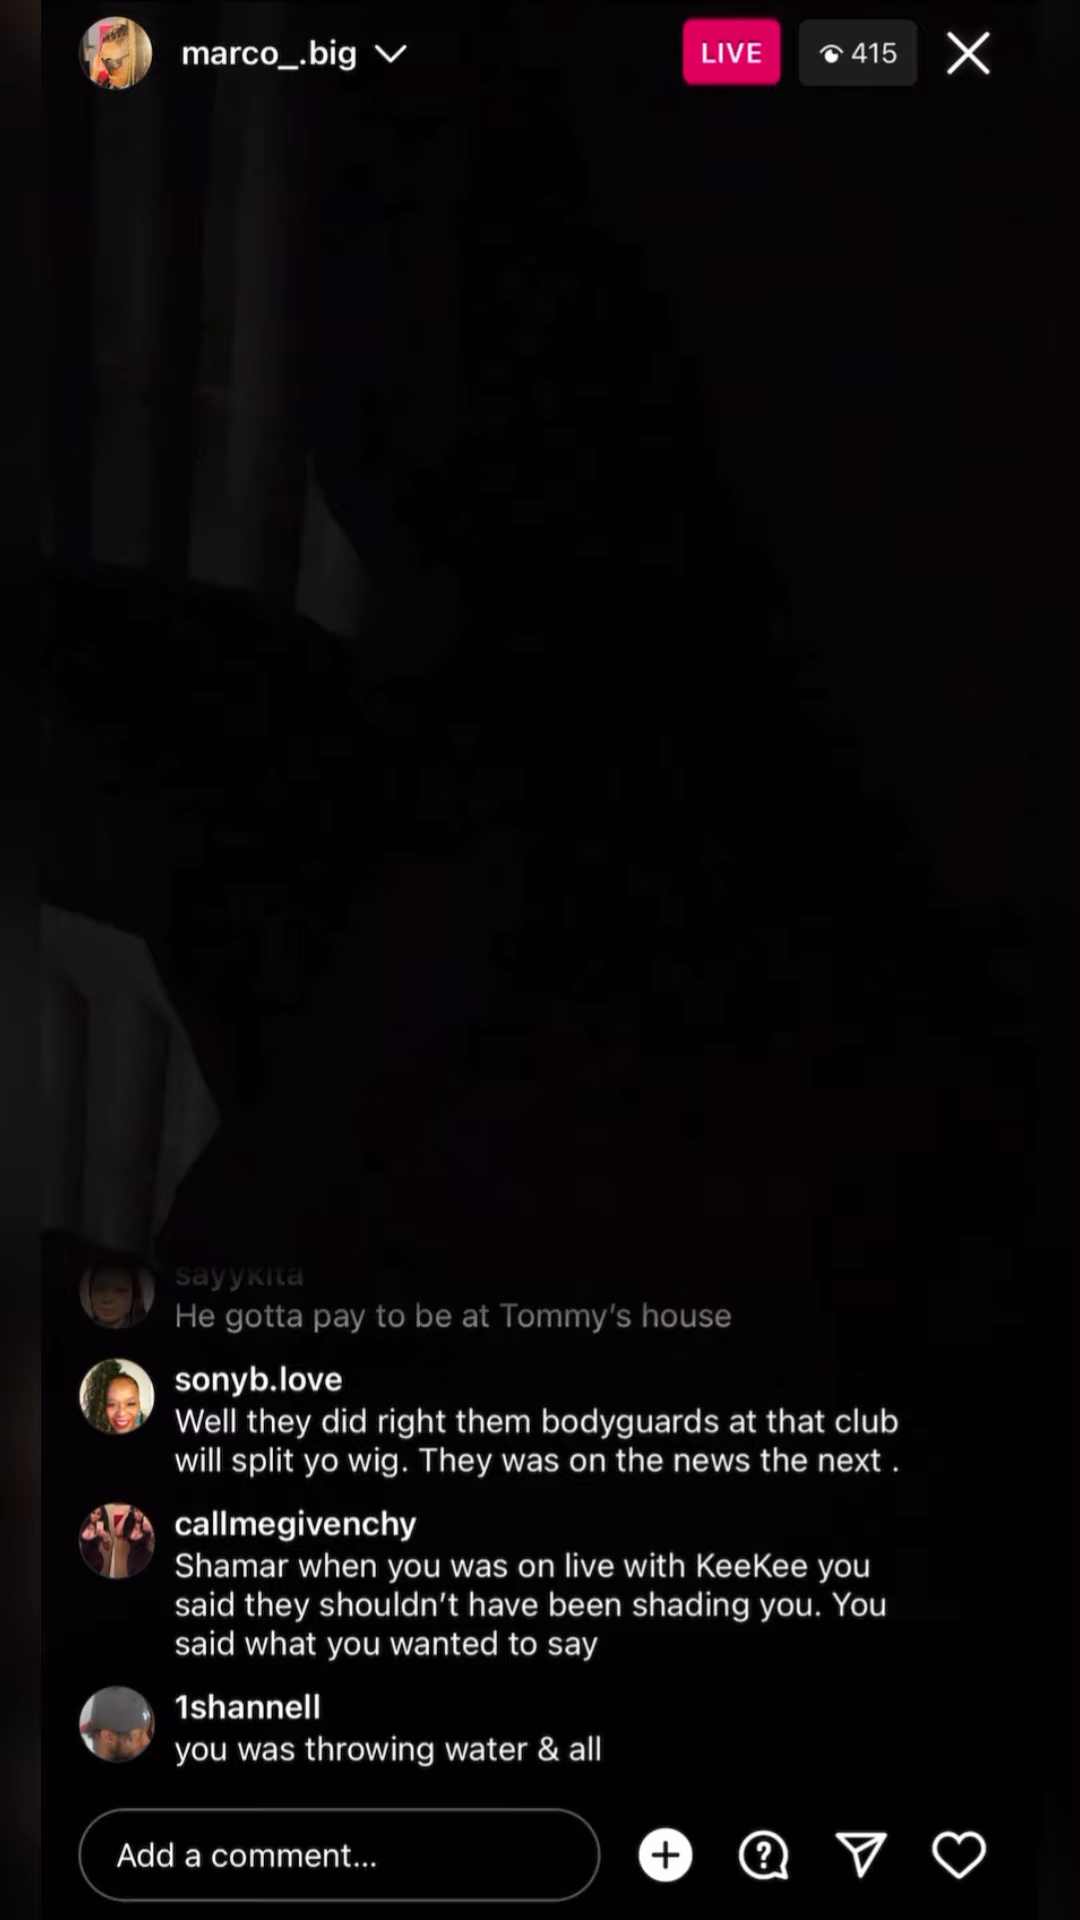 marco_.big
LIVE
415
sayykita
He gotta pay to be at Tommy's house
sonyb.love
Well they did right them bodyguards at that club
will split yo wig. They was on the news the next .
callmegivenchy
Shamar when you was on live with KeeKee you
said they shouldn't have been shading you. You
said what you wanted to say
1shannell
you was throwing water & all
Add a comment...